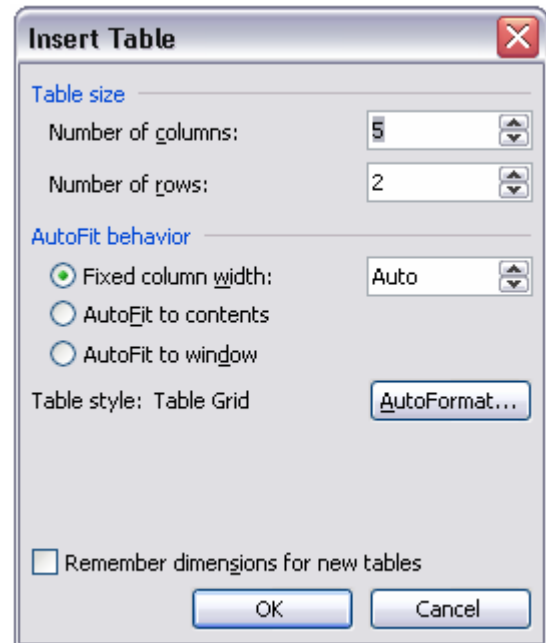 Insert Table
Table size
Number of columns: 5
Number of rows: 2
AutoFit behavior
Fixed column width: Auto
AutoFit to contents
AutoFit to window
Table style: Table Grid AutoFormat...
Remember dimensions for new tables
OK Cancel